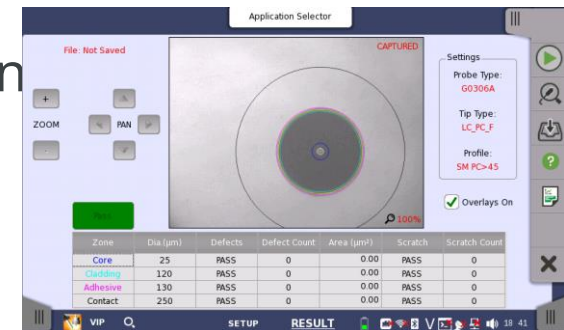 Application Selector
n
File: Not Saved
CAPTURED
Settings
Probe Type:
G0306A
Tip Type:
LC_PC_F
Profile:
SM PC>45
+
ZOOM
PAN
-
100%
Overlays On
Pass
Zone Dia.(µm) Defects Defect Count Area (µm²) Scratch Scratch Count
Core 25 PASS 0 0.00 PASS 0
Cladding 120 PASS 0 0.00 PASS 0
Adhesive 130 PASS 0 0.00 PASS 0
Contact 250 PASS 0 0.00 PASS 0
VIP SETUP RESULT 18 41